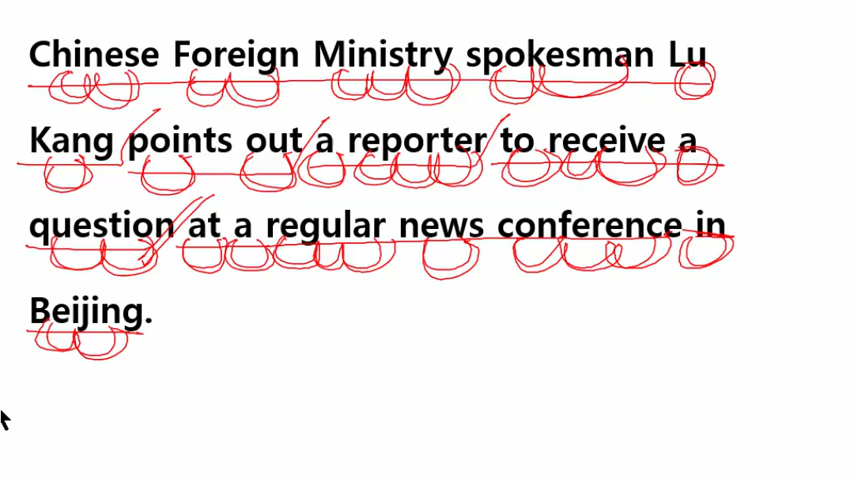 Chinese Foreign Ministry spokesman Lu
Kang points out a reporter to receive a
question at a regular news conference in
Beijing.